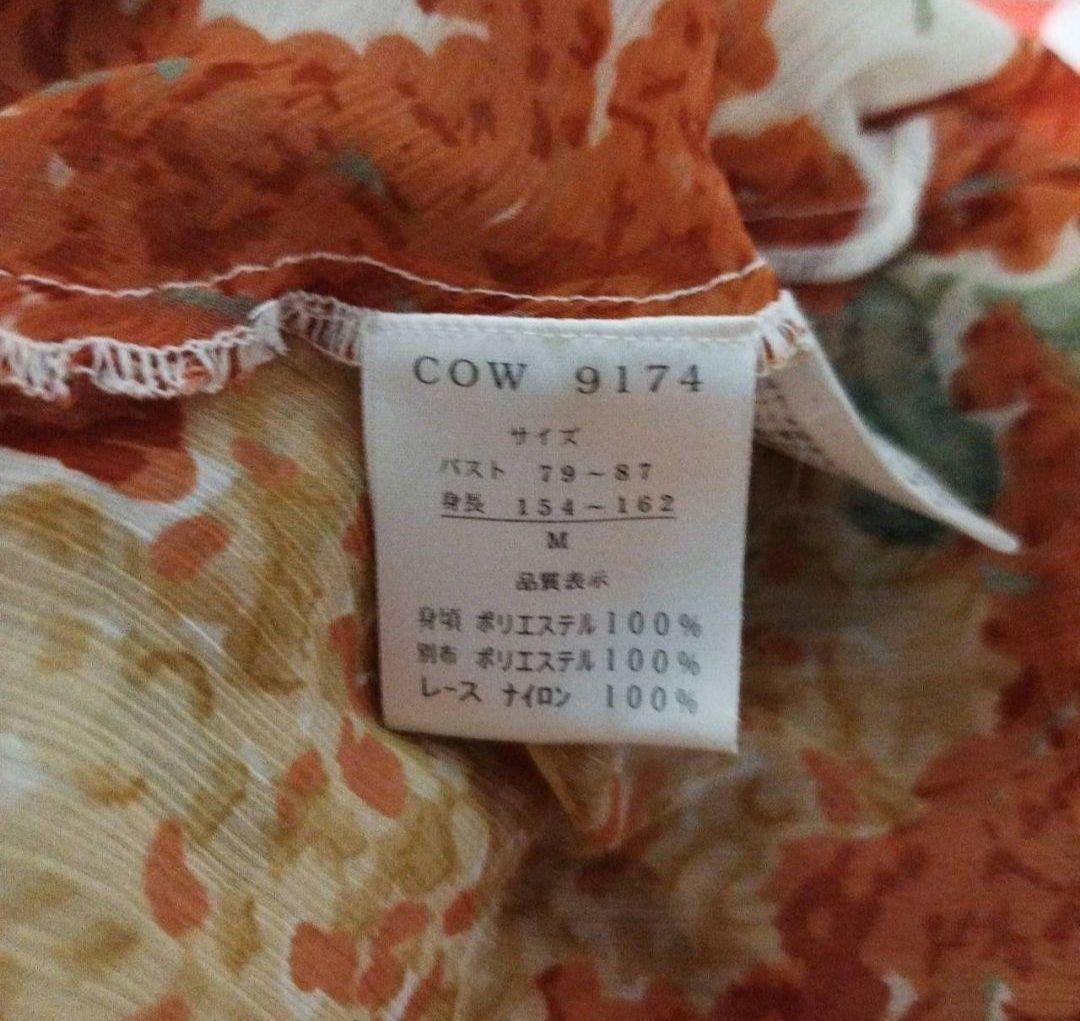 COW 9174
サイズ
バスト 79～87
身長 154～162
M
品質表示
身頃 ポリエステル100%
別布 ポリエステル100%
レース ナイロン 100%